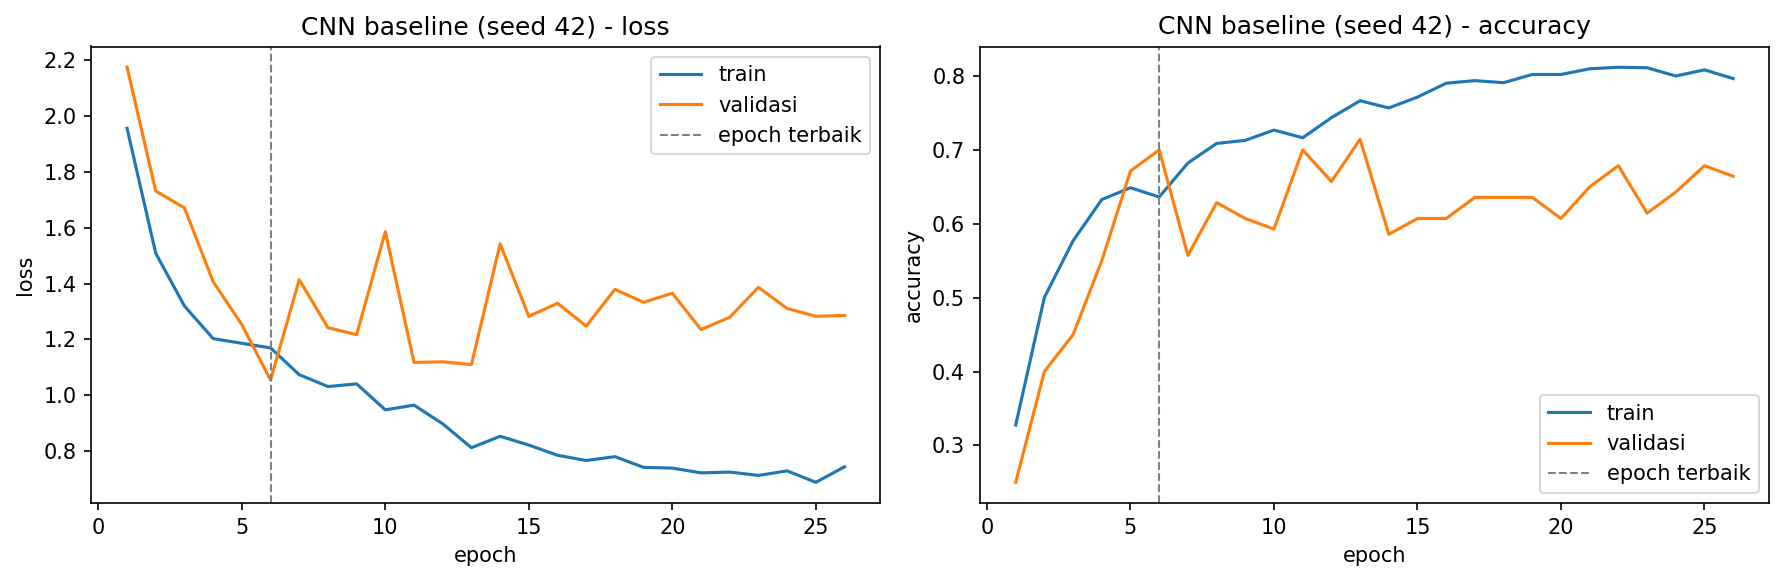 CNN baseline (seed 42) - loss
2.2
2.0
1.8
1.6
1.4
1.2
1.0
0.8
loss
train
validasi
epoch terbaik
0
5
10
15
20
25
epoch
CNN baseline (seed 42) - accuracy
0.8
0.7
0.6
0.5
0.4
0.3
accuracy
train
validasi
epoch terbaik
0
5
10
15
20
25
epoch